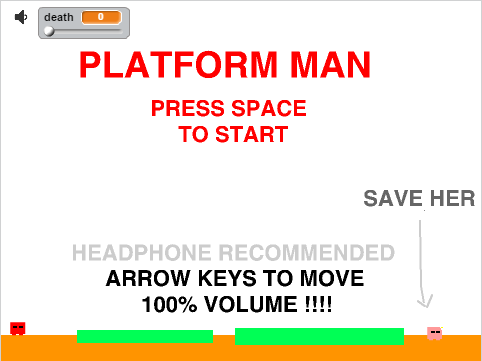 death 0
PLATFORM MAN
PRESS SPACE
TO START
SAVE HER
HEADPHONE RECOMMENDED
ARROW KEYS TO MOVE
100% VOLUME !!!!